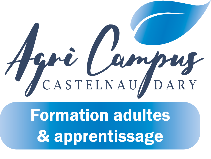 Agri Campus
CASTELNAUDARY
Formation adultes
& apprentissage